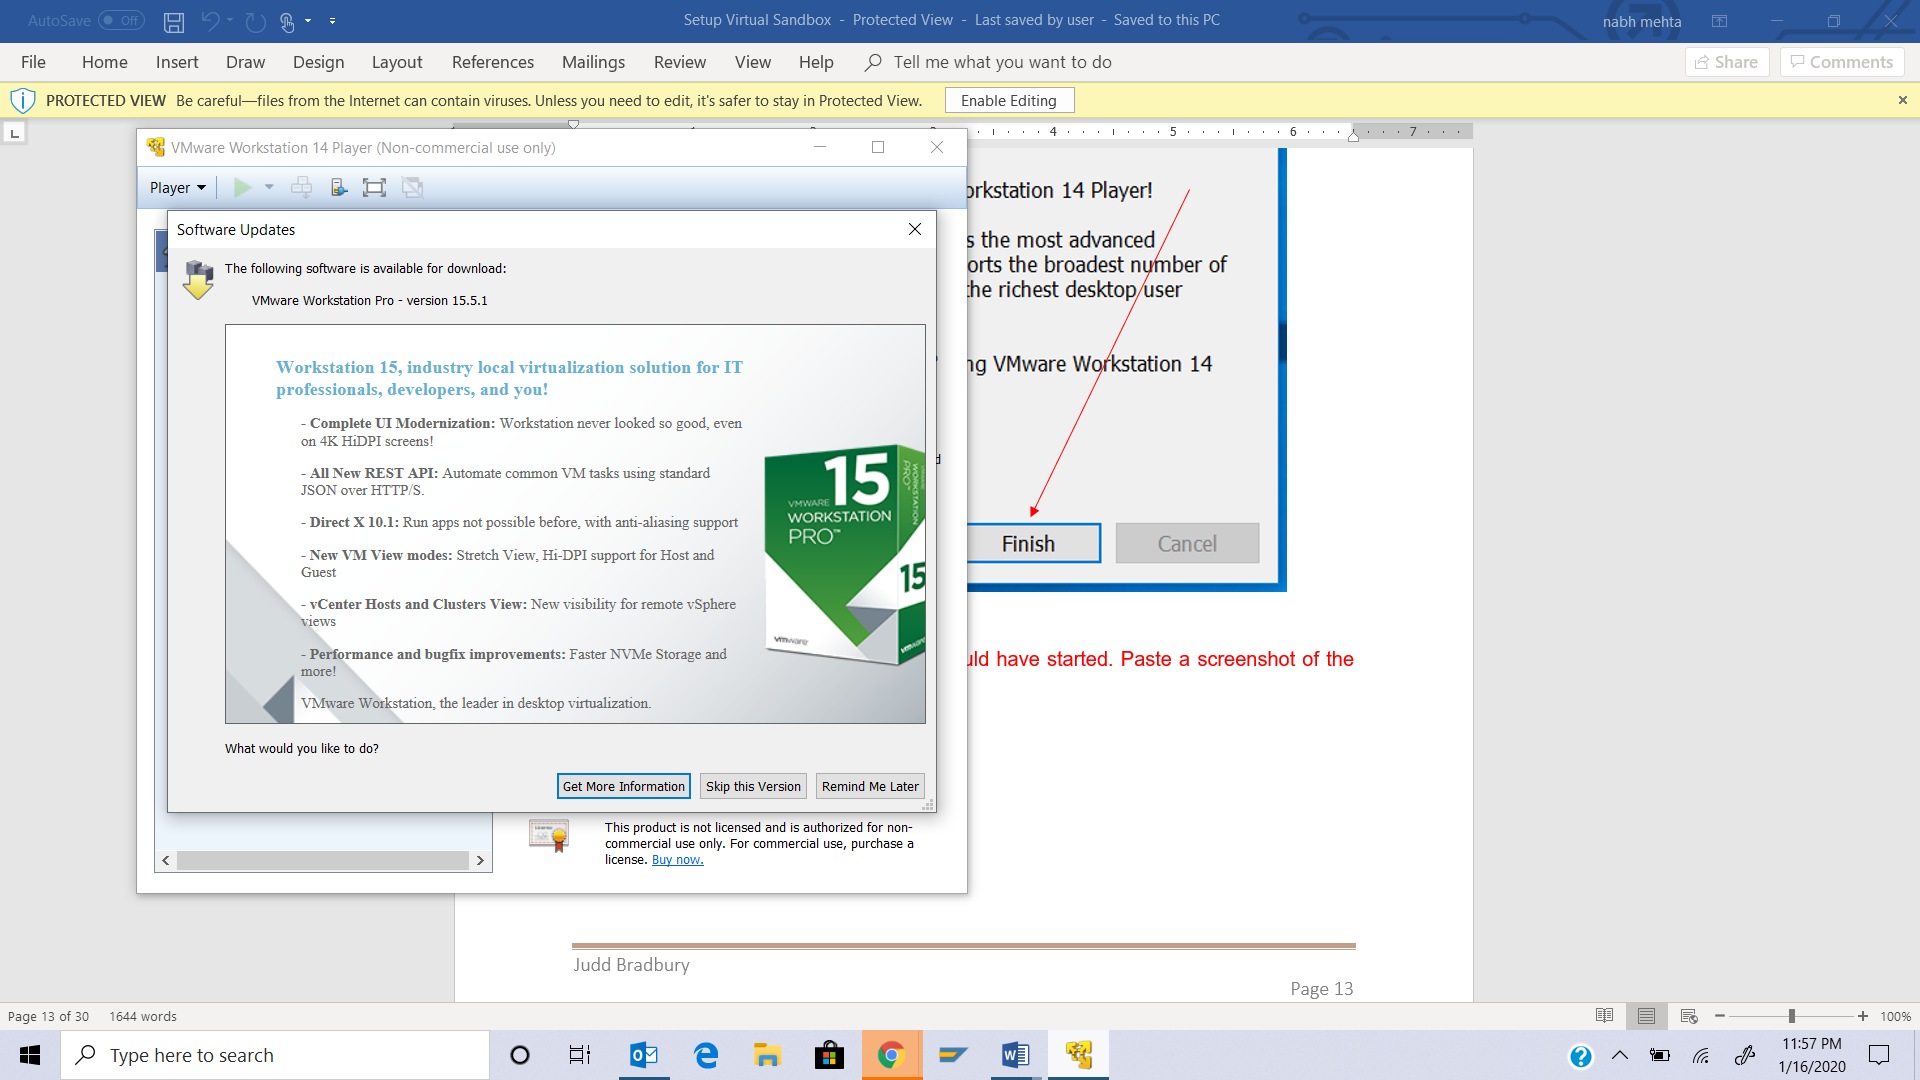 AutoSave Off
Setup Virtual Sandbox - Protected View - Last saved by user - Saved to this PC
nabh mehta
File Home Insert Draw Design Layout References Mailings Review View Help Tell me what you want to do Share Comments
PROTECTED VIEW Be careful—files from the Internet can contain viruses. Unless you need to edit, it's safer to stay in Protected View. Enable Editing
4 5 6 7
VMware Workstation 14 Player (Non-commercial use only)
Player
Software Updates
The following software is available for download:
VMware Workstation Pro - version 15.5.1
Workstation 15, industry local virtualization solution for IT
professionals, developers, and you!
- Complete UI Modernization: Workstation never looked so good, even
on 4K HiDPI screens!
- All New REST API: Automate common VM tasks using standard
JSON over HTTP/S.
- Direct X 10.1: Run apps not possible before, with anti-aliasing support
- New VM View modes: Stretch View, Hi-DPI support for Host and
Guest
- vCenter Hosts and Clusters View: New visibility for remote vSphere
views
- Performance and bugfix improvements: Faster NVMe Storage and
more!
VMware Workstation, the leader in desktop virtualization.
15
VMWARE
WORKSTATION
PRO™
15
PRO™
WORKSTATION
vmware
What would you like to do?
Get More Information Skip this Version Remind Me Later
This product is not licensed and is authorized for non-
commercial use only. For commercial use, purchase a
license. Buy now.
orkstation 14 Player!
s the most advanced
orts the broadest number of
the richest desktop user
ng VMware Workstation 14
d
Finish Cancel
uld have started. Paste a screenshot of the
Judd Bradbury
Page 13
Page 13 of 30 1644 words
100%
Type here to search
11:57 PM
1/16/2020